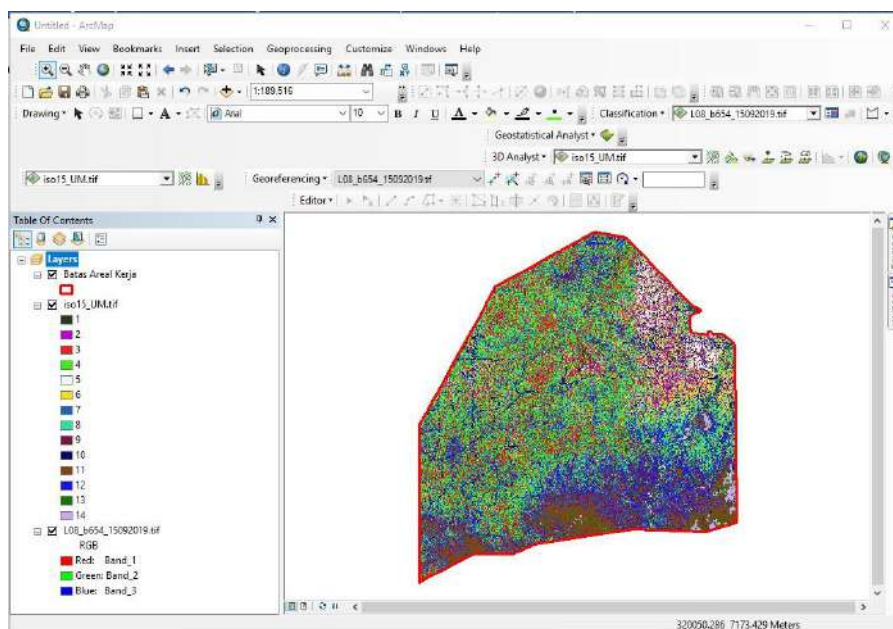 Untitled - ArcMap
File Edit View Bookmarks Insert Selection Geoprocessing Customize Windows Help
1:189,516
Drawing A Arial 10 B I U A Classification L08_b654_15092019.tif
Geostatistical Analyst
3D Analyst iso15_UM.tif
iso15_UM.tif Georeferencing L08_b654_15092019.tif
Editor
Table Of Contents
Layers
Batas Areal Kerja
iso15_UM.tif
1
2
3
4
5
6
7
8
9
10
11
12
13
14
L08_b654_15092019.tif
RGB
Red: Band_1
Green: Band_2
Blue: Band_3
320050,286 7173,429 Meters